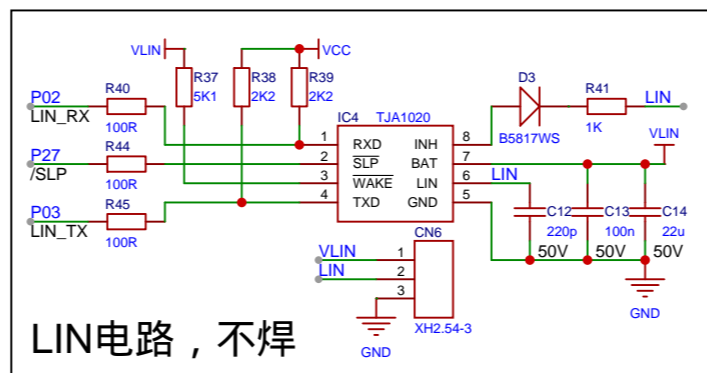 VLIN
VCC
R37
5K1
R38
2K2
R39
2K2
P02
LIN_RX
R40
100R
P27
/SLP
R44
100R
P03
LIN_TX
R45
100R
IC4
TJA1020
1 RXD
2 SLP
3 WAKE
4 TXD
INH 8
BAT 7
LIN 6
GND 5
D3
B5817WS
R41
1K
LIN
VLIN
LIN
C12
220p
50V
C13
100n
50V
C14
22u
50V
GND
CN6
VLIN 1
LIN 2
3
XH2.54-3
GND
LIN电路，不焊